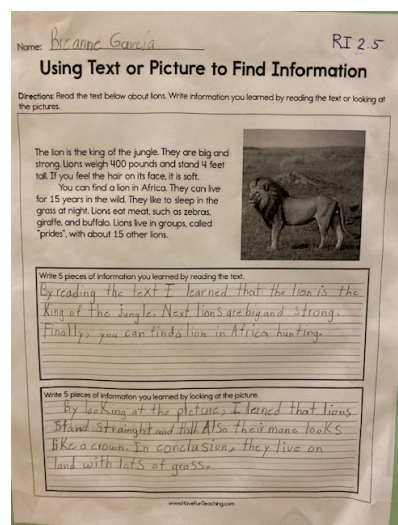 Name: Breanne Garcia
RI 2.5
Using Text or Picture to Find Information
Directions: Read the text below about lions. Write information you learned by reading the text or looking at
the pictures.
The lion is the king of the jungle. They are big and
strong. Lions weigh 400 pounds and stand 4 feet
tall. If you feel the hair on its face, it is soft.
You can find a lion in Africa. They can live
for 15 years in the wild. They like to sleep in the
grass at night. Lions eat meat, such as zebras,
giraffe, and buffalo. Lions live in groups, called
"prides", with about 15 other lions.
Write 5 pieces of information you learned by reading the text.
By reading the text I learned that the lion is the
King of the Jungle. Next lions are big and strong.
Finally, you can find a lion in Africa hunting.
Write 5 pieces of information you learned by looking at the picture.
By looking at the picture, I lerned that lions
Stand strainght and tall Also their mane looks
like a crown. In conclusion, they live on
land with lots of grass.
www.HaveFunTeaching.com